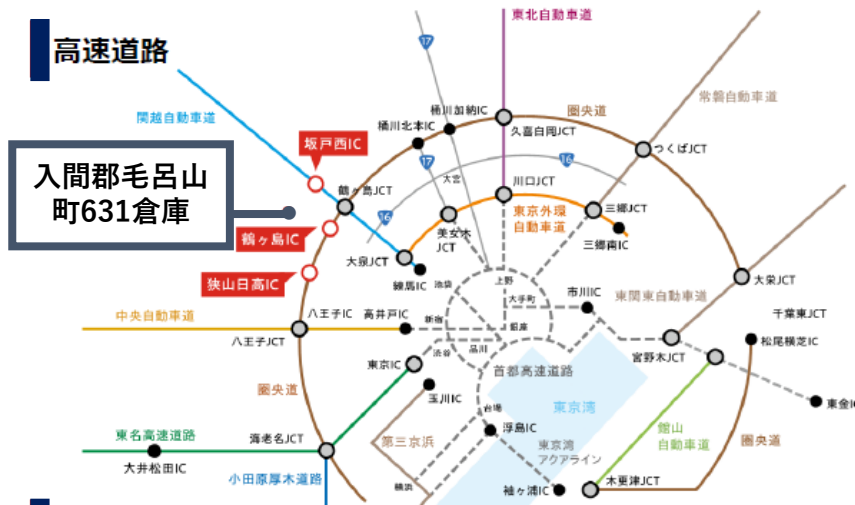 高速道路
東北自動車道
17
16
関越自動車道
桶川加納IC
圏央道
常磐自動車道
坂戸西IC
桶川北本IC
久喜白岡JCT
つくばJCT
入間郡毛呂山
町631倉庫
17
16
鶴ヶ島JCT
大宮
川口JCT
16
東京外環
自動車道
三郷JCT
鶴ヶ島IC
美女木
JCT
三郷南IC
大泉JCT
狭山日高IC
練馬IC
池袋
上野
大栄JCT
市川IC
東関東自動車道
大手町
千葉東JCT
中央自動車道
八王子IC
高井戸IC
新宿
銀座
八王子JCT
渋谷
品川
宮野木JCT
松尾横芝IC
東京IC
首都高速道路
圏央道
玉川IC
台場
東京湾
東金IC
東名高速道路
海老名JCT
第三京浜
浮島IC
館山
自動車道
圏央道
大井松田IC
東京湾
アクアライン
小田原厚木道路
横浜
袖ヶ浦IC
木更津JCT